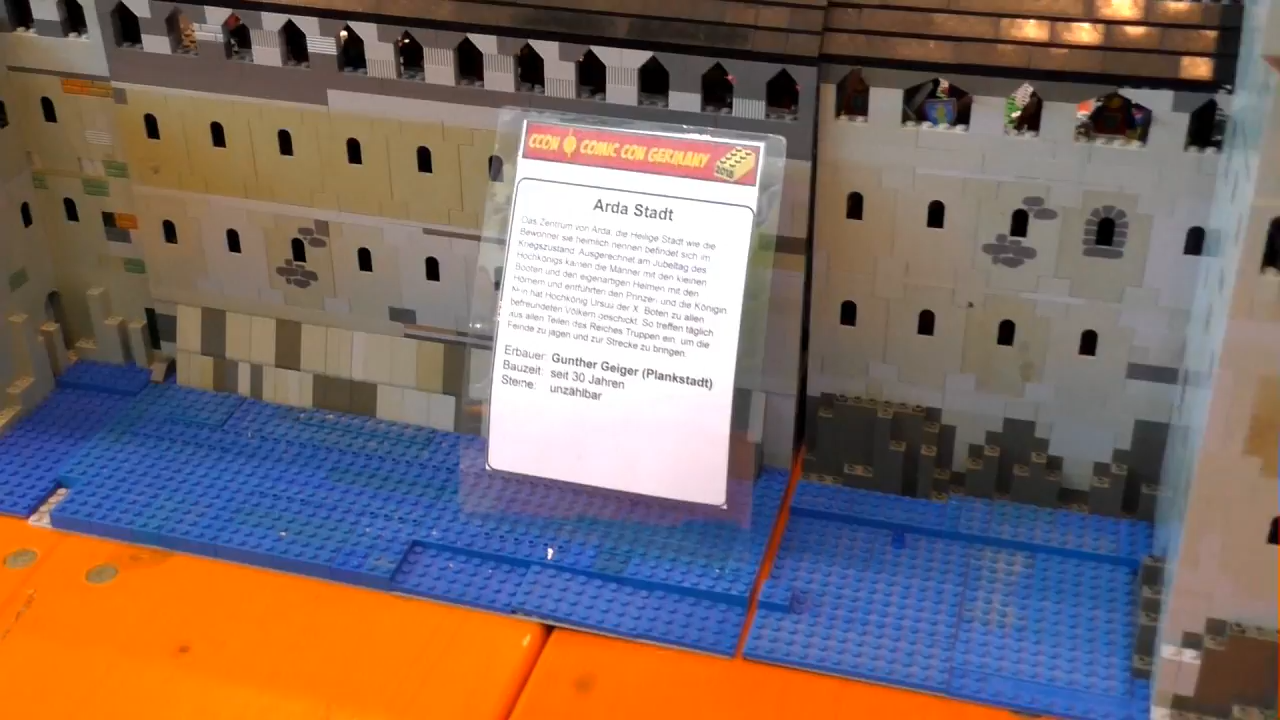 CCON COMIC CON GERMANY
2018
Arda Stadt
Das Zentrum von Arda, die Heilige Stadt wie die
Bewohner sie heimlich nennen befindet sich im
Kriegszustand. Ausgerechnet am Jubeltag des
Hochkönigs kamen die Männer mit den kleinen
Booten und den eigenartigen Helmen mit den
Hörnern und entführten den Prinzen und die Königin
Nun hat Hochkönig Ursus der X. Boten zu allen
befreundeten Völkern geschickt. So treffen täglich
aus allen Teilen des Reiches Truppen ein, um die
Feinde zu jagen und zur Strecke zu bringen.
Erbauer: Gunther Geiger (Plankstadt)
Bauzeit: seit 30 Jahren
Steine: unzählbar